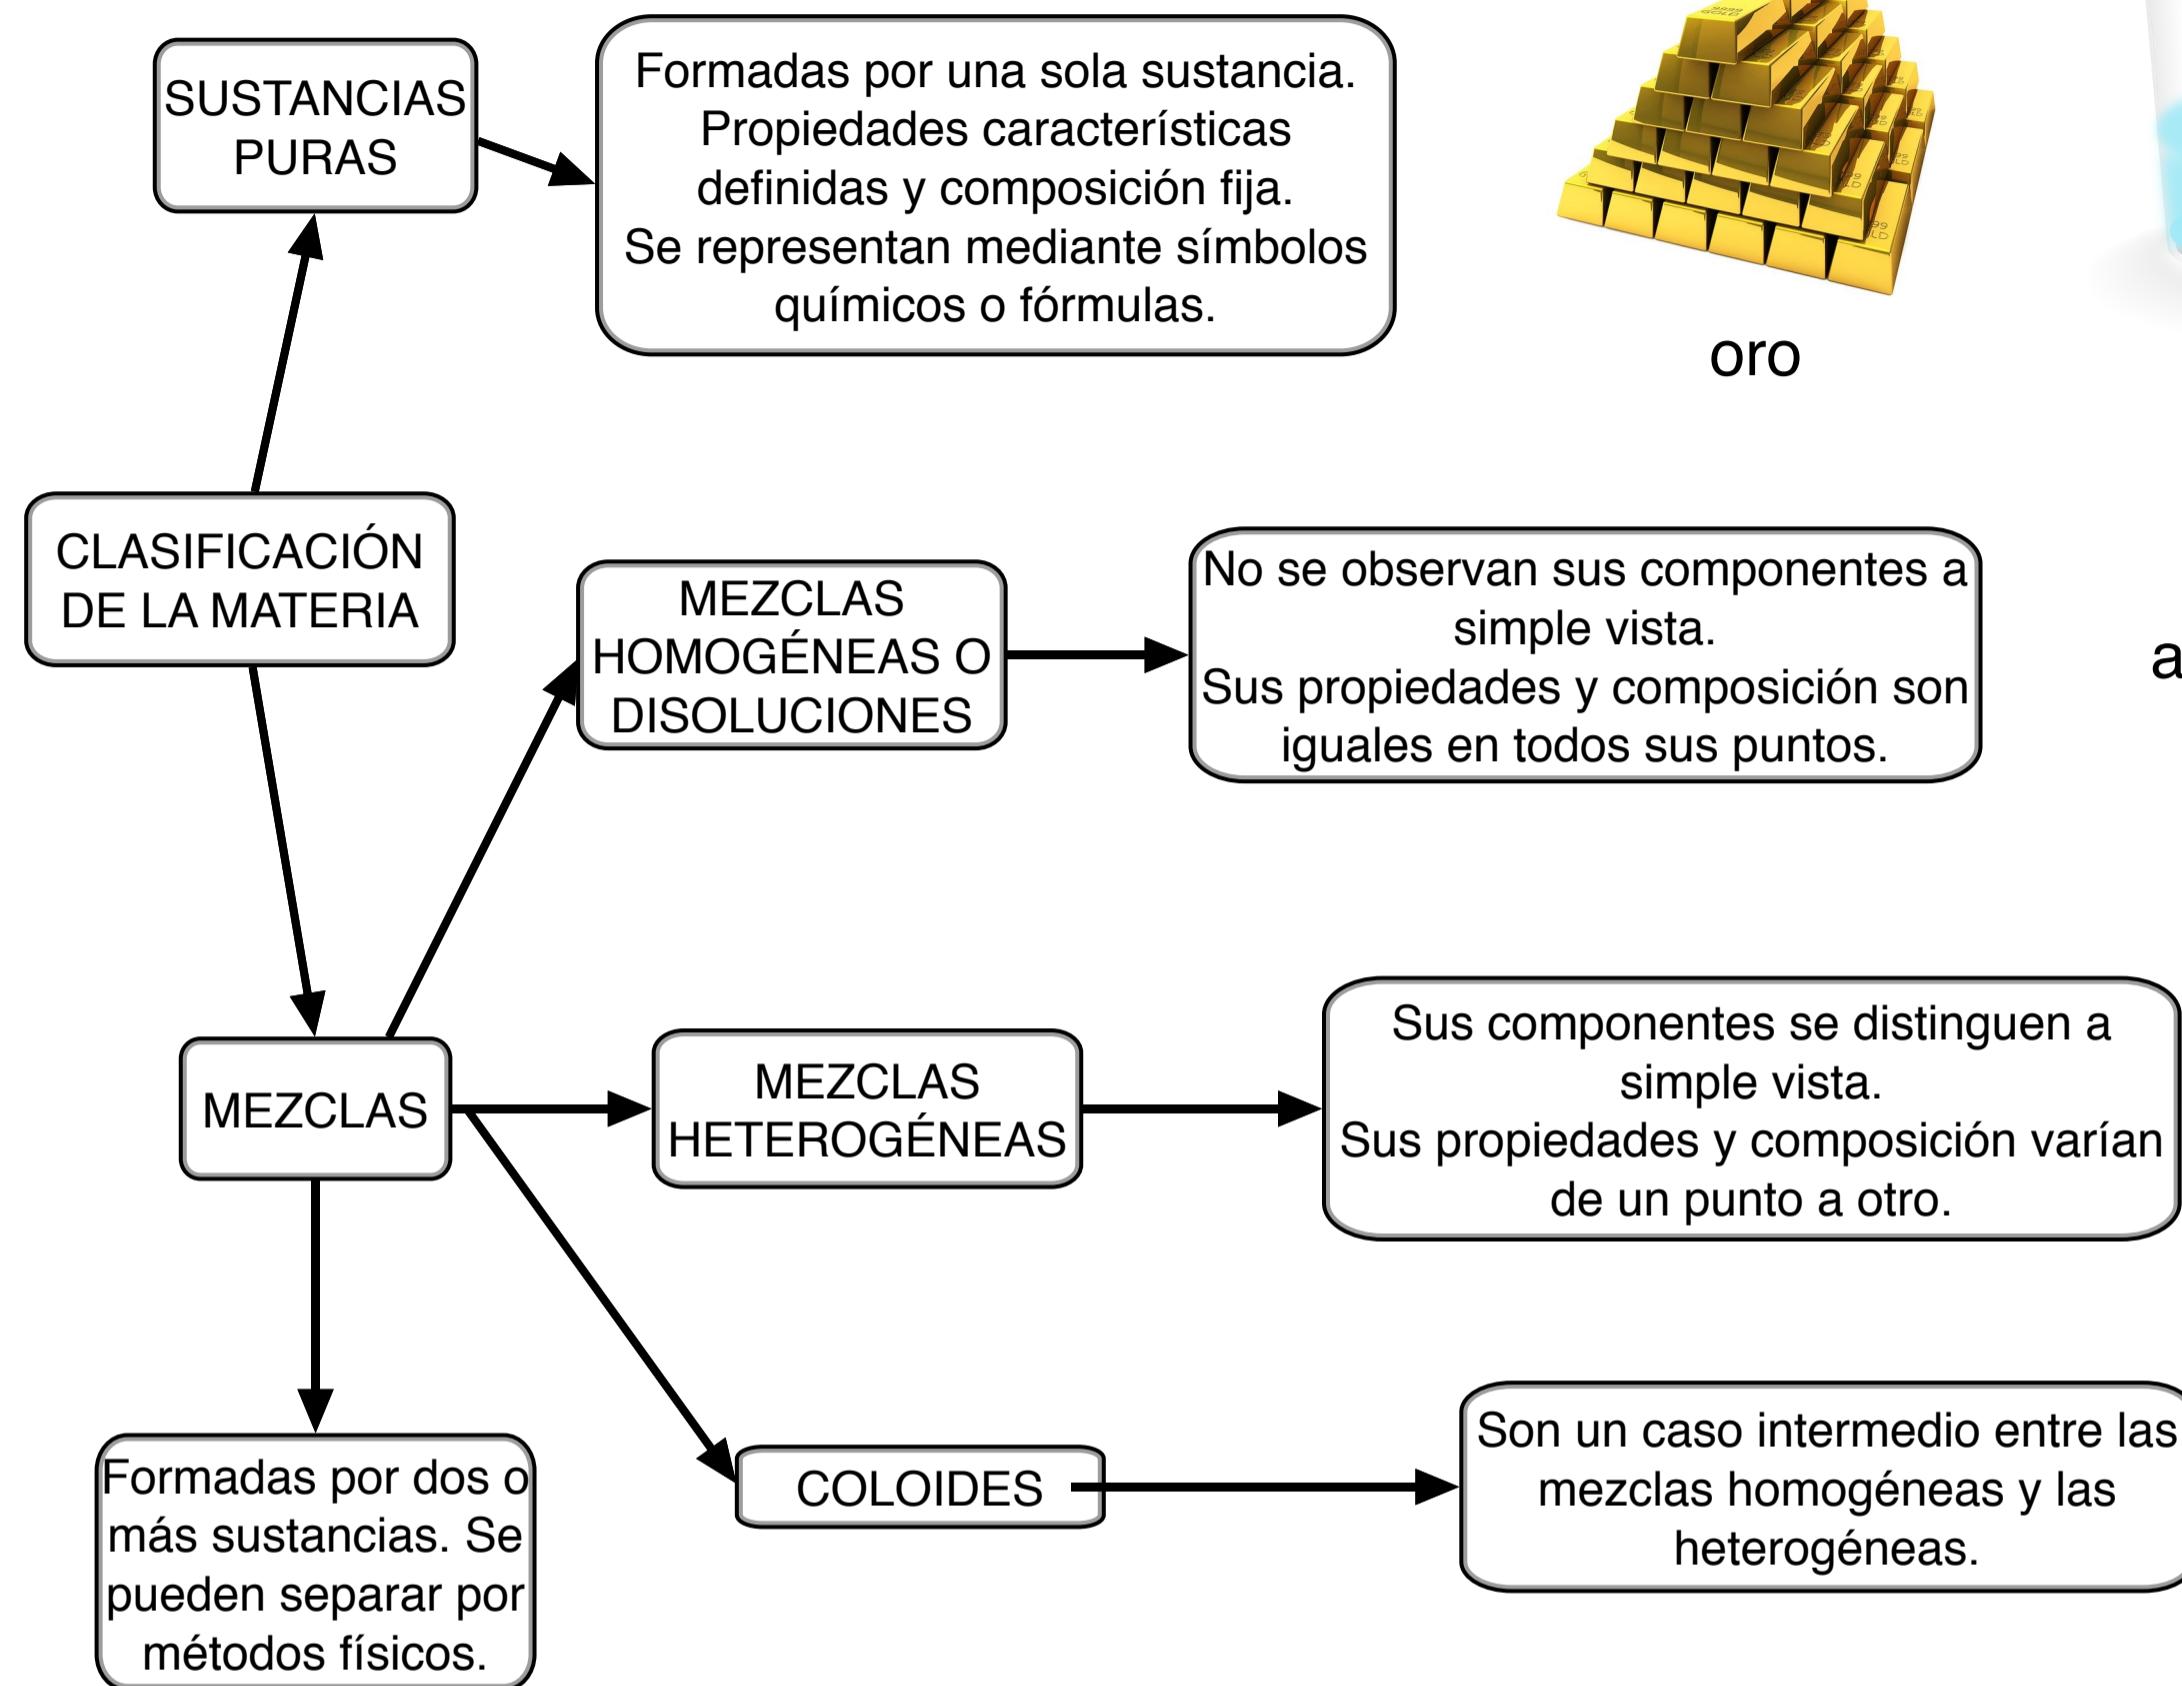 SUSTANCIAS
PURAS
Formadas por una sola sustancia.
Propiedades características
definidas y composición fija.
Se representan mediante símbolos
químicos o fórmulas.
oro
CLASIFICACIÓN
DE LA MATERIA
MEZCLAS
HOMOGÉNEAS O
DISOLUCIONES
No se observan sus componentes a
simple vista.
Sus propiedades y composición son
iguales en todos sus puntos.
MEZCLAS
MEZCLAS
HETEROGÉNEAS
Sus componentes se distinguen a
simple vista.
Sus propiedades y composición varían
de un punto a otro.
COLOIDES
Son un caso intermedio entre las
mezclas homogéneas y las
heterogéneas.
Formadas por dos o
más sustancias. Se
pueden separar por
métodos físicos.